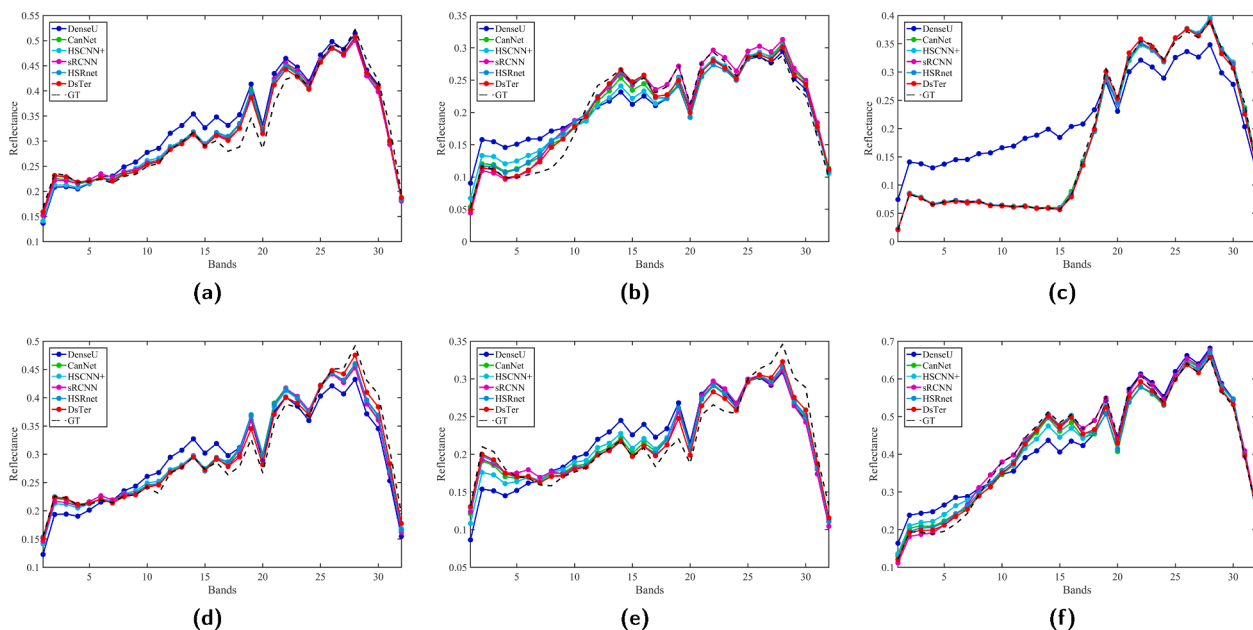 0.55
0.5
0.45
0.4
0.35
0.3
0.25
0.2
0.15
0.1
Reflectance
DenseU
CanNet
HSCNN+
sRCNN
HSRnet
DsTer
GT
5 10 15 20 25 30
Bands
(a)
0.35
0.3
0.25
0.2
0.15
0.1
0.05
0
Reflectance
DenseU
CanNet
HSCNN+
sRCNN
HSRnet
DsTer
GT
5 10 15 20 25 30
Bands
(b)
0.4
0.35
0.3
0.25
0.2
0.15
0.1
0.05
0
Reflectance
DenseU
CanNet
HSCNN+
sRCNN
HSRnet
DsTer
GT
5 10 15 20 25 30
Bands
(c)
0.5
0.45
0.4
0.35
0.3
0.25
0.2
0.15
0.1
Reflectance
DenseU
CanNet
HSCNN+
sRCNN
HSRnet
DsTer
GT
5 10 15 20 25 30
Bands
(d)
0.35
0.3
0.25
0.2
0.15
0.1
0.05
Reflectance
DenseU
CanNet
HSCNN+
sRCNN
HSRnet
DsTer
GT
5 10 15 20 25 30
Bands
(e)
0.7
0.6
0.5
0.4
0.3
0.2
0.1
Reflectance
DenseU
CanNet
HSCNN+
sRCNN
HSRnet
DsTer
GT
5 10 15 20 25 30
Bands
(f)